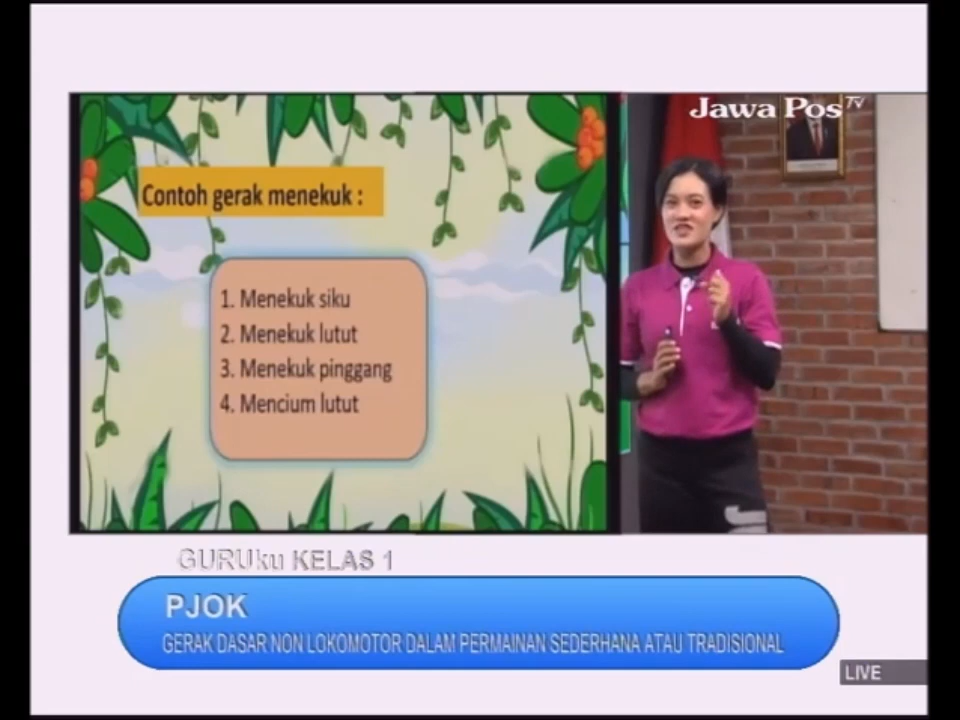 Jawa Pos TV
Contoh gerak menekuk :
1. Menekuk siku
2. Menekuk lutut
3. Menekuk pinggang
4. Mencium lutut
GURUku KELAS 1
PJOK
GERAK DASAR NON LOKOMOTOR DALAM PERMAINAN SEDERHANA ATAU TRADISIONAL
LIVE